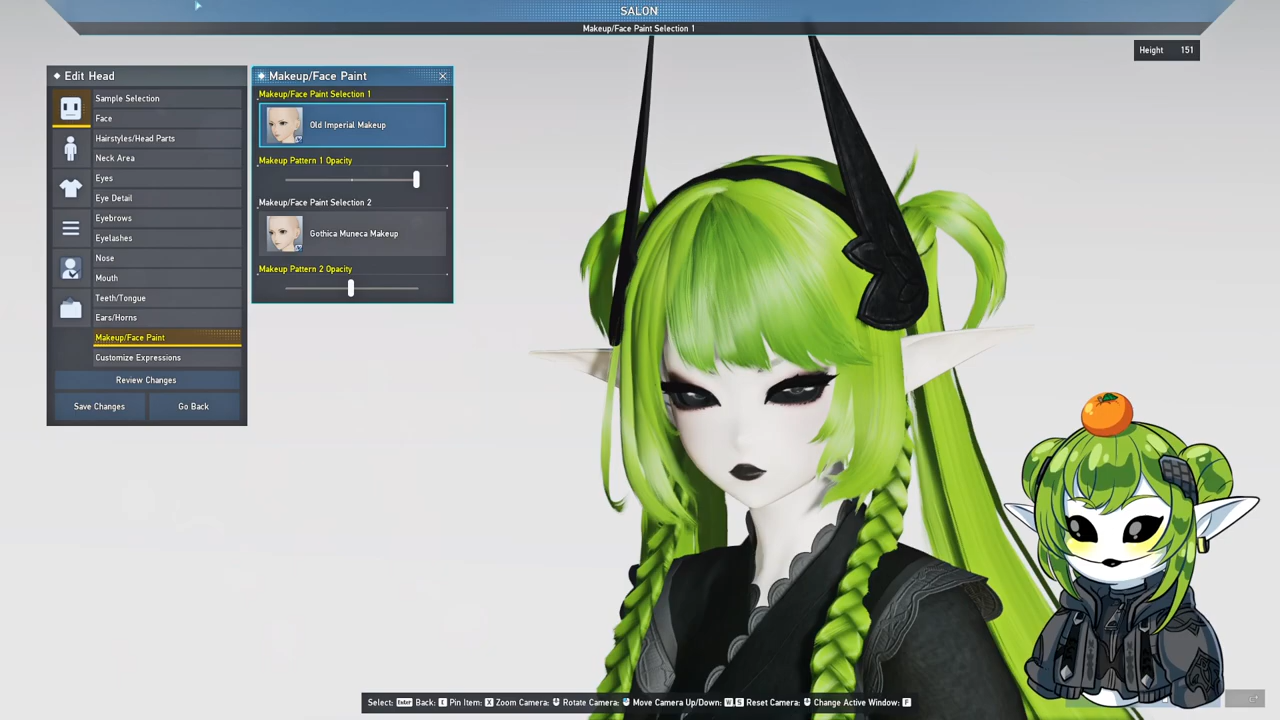 SALON
Makeup/Face Paint Selection 1
Height 151
Edit Head
Sample Selection
Face
Hairstyles/Head Parts
Neck Area
Eyes
Eye Detail
Eyebrows
Eyelashes
Nose
Mouth
Teeth/Tongue
Ears/Horns
Makeup/Face Paint
Customize Expressions
Review Changes
Save Changes
Go Back
Makeup/Face Paint
Makeup/Face Paint Selection 1
Old Imperial Makeup
Makeup Pattern 1 Opacity
Makeup/Face Paint Selection 2
Gothica Muneca Makeup
Makeup Pattern 2 Opacity
Select: Enter Back: C Pin Item: X Zoom Camera: Rotate Camera: Move Camera Up/Down: W, S Reset Camera: Change Active Window: F